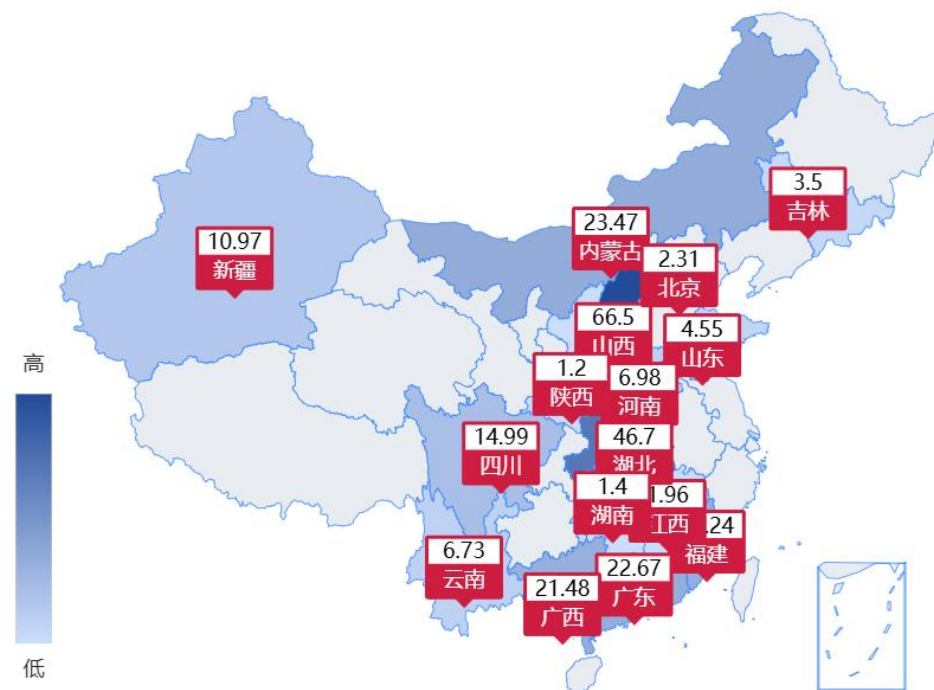 3.5
吉林
23.47
内蒙古
10.97
新疆
2.31
北京
66.5
山西
4.55
山东
高
1.2
陕西
6.98
河南
14.99
四川
46.7
湖北
1.4
湖南
江西
福建
6.73
云南
22.67
广东
21.48
广西
低